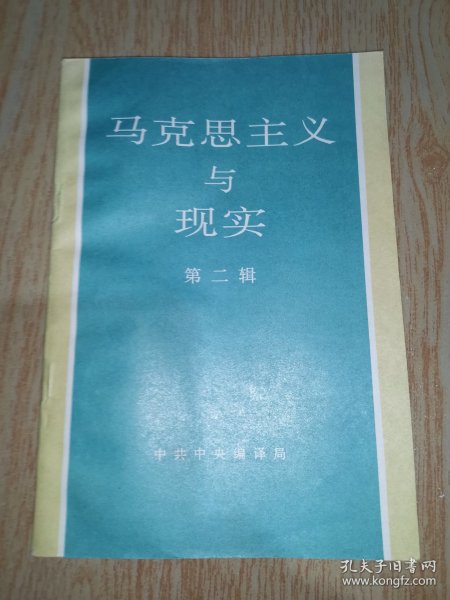 马克思主义
与
现实
第二辑
中共中央编译局
孔夫子旧书网
www.kongfz.com